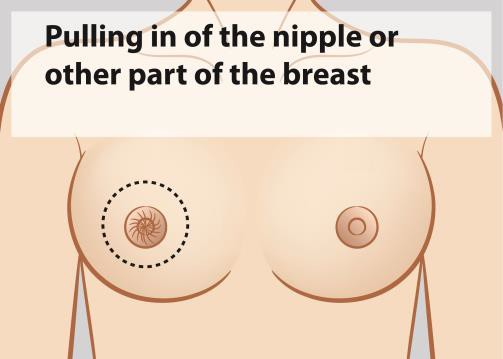 Pulling in of the nipple or
other part of the breast